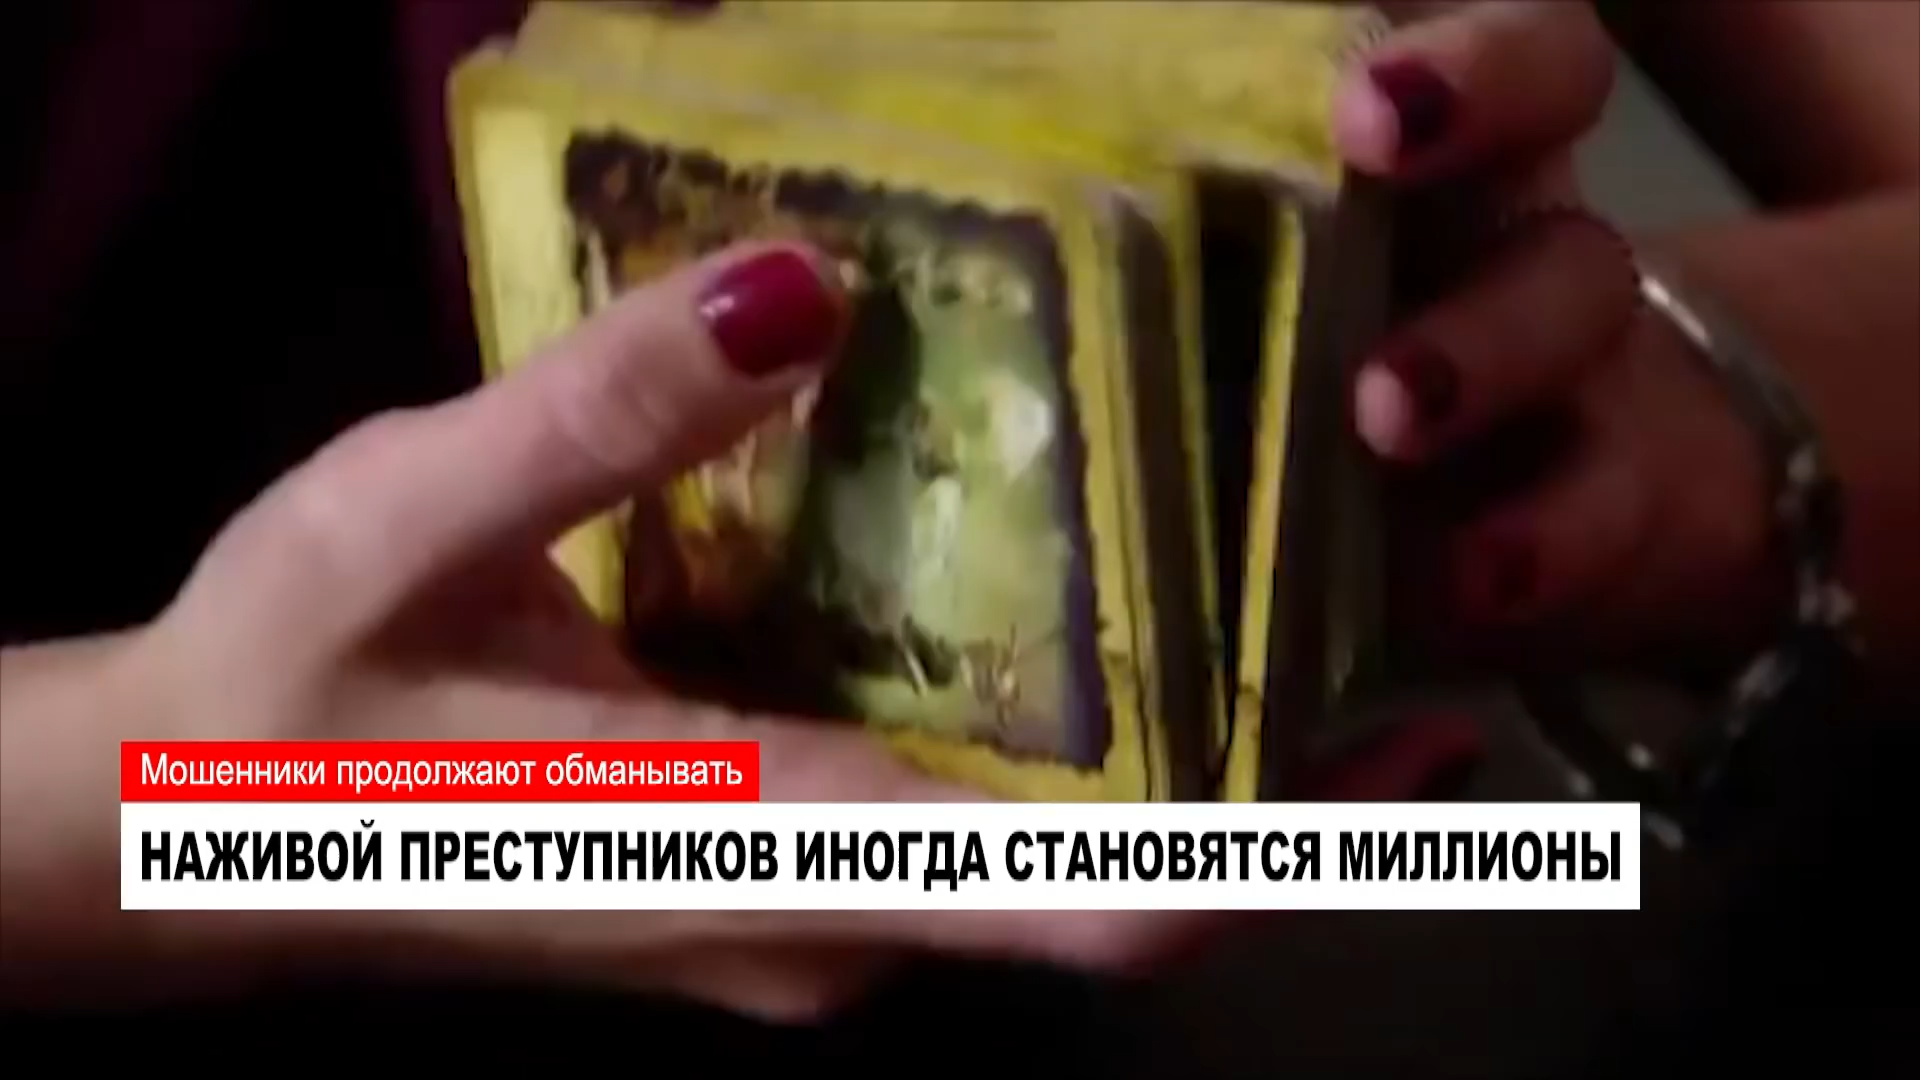 Мошенники продолжают обманывать
НАЖИВОЙ ПРЕСТУПНИКОВ ИНОГДА СТАНОВЯТСЯ МИЛЛИОНЫ